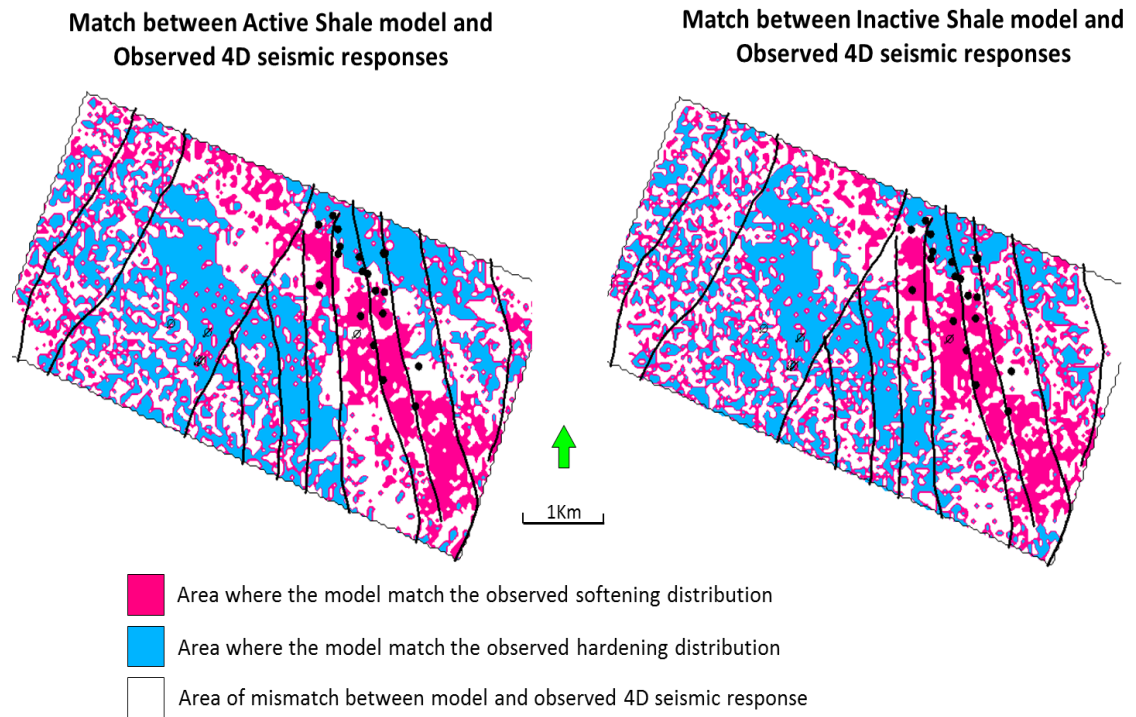 Match between Active Shale model and
Observed 4D seismic responses
Match between Inactive Shale model and
Observed 4D seismic responses
1Km
Area where the model match the observed softening distribution
Area where the model match the observed hardening distribution
Area of mismatch between model and observed 4D seismic response